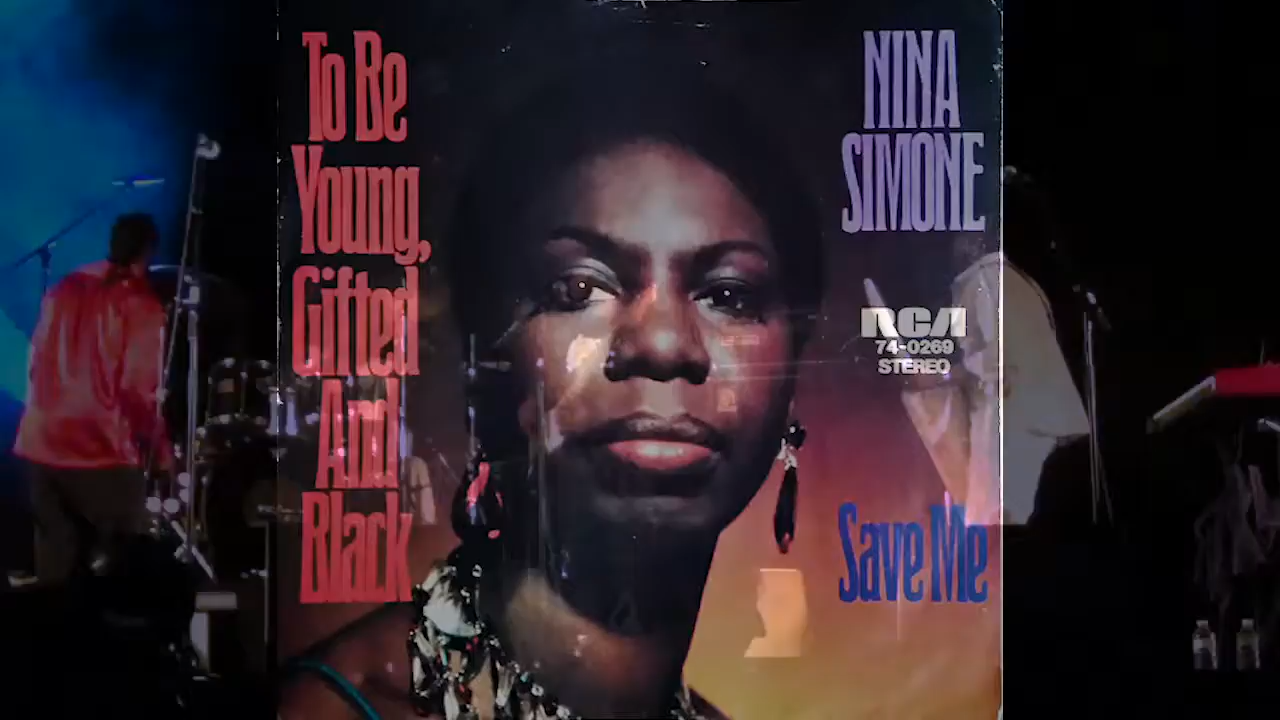 To Be
Young,
Gifted
And
Black
NINA
SIMONE
RCA
74-0269
STEREO
Save Me